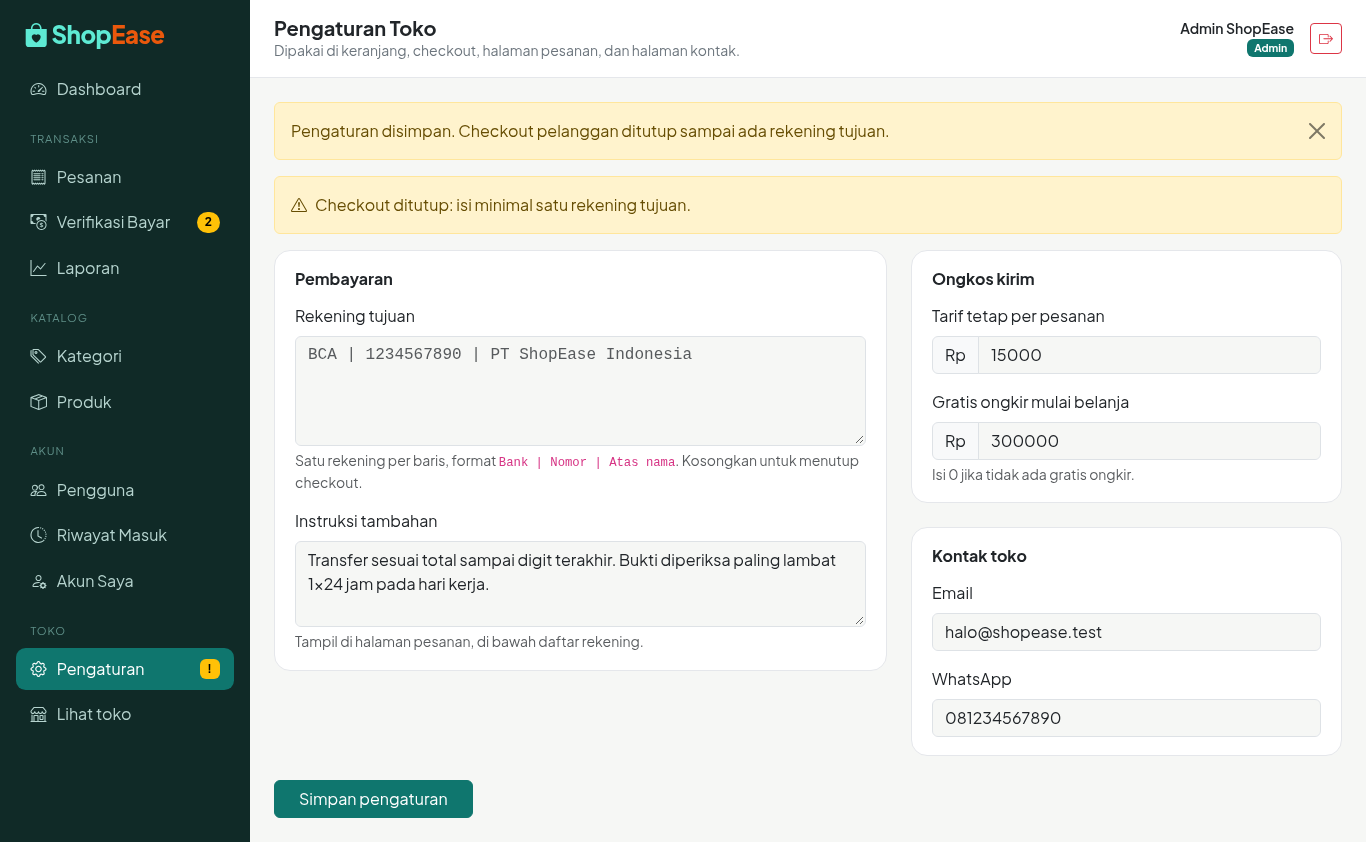 ShopEase
Dashboard
TRANSAKSI
Pesanan
Verifikasi Bayar 2
Laporan
KATALOG
Kategori
Produk
AKUN
Pengguna
Riwayat Masuk
Akun Saya
TOKO
Pengaturan !
Lihat toko
Pengaturan Toko
Dipakai di keranjang, checkout, halaman pesanan, dan halaman kontak.
Admin ShopEase
Admin
Pengaturan disimpan. Checkout pelanggan ditutup sampai ada rekening tujuan.
Checkout ditutup: isi minimal satu rekening tujuan.
Pembayaran
Rekening tujuan
BCA | 1234567890 | PT ShopEase Indonesia
Satu rekening per baris, format Bank | Nomor | Atas nama. Kosongkan untuk menutup
checkout.
Instruksi tambahan
Transfer sesuai total sampai digit terakhir. Bukti diperiksa paling lambat
1×24 jam pada hari kerja.
Tampil di halaman pesanan, di bawah daftar rekening.
Ongkos kirim
Tarif tetap per pesanan
Rp 15000
Gratis ongkir mulai belanja
Rp 300000
Isi 0 jika tidak ada gratis ongkir.
Kontak toko
Email
halo@shopease.test
WhatsApp
081234567890
Simpan pengaturan